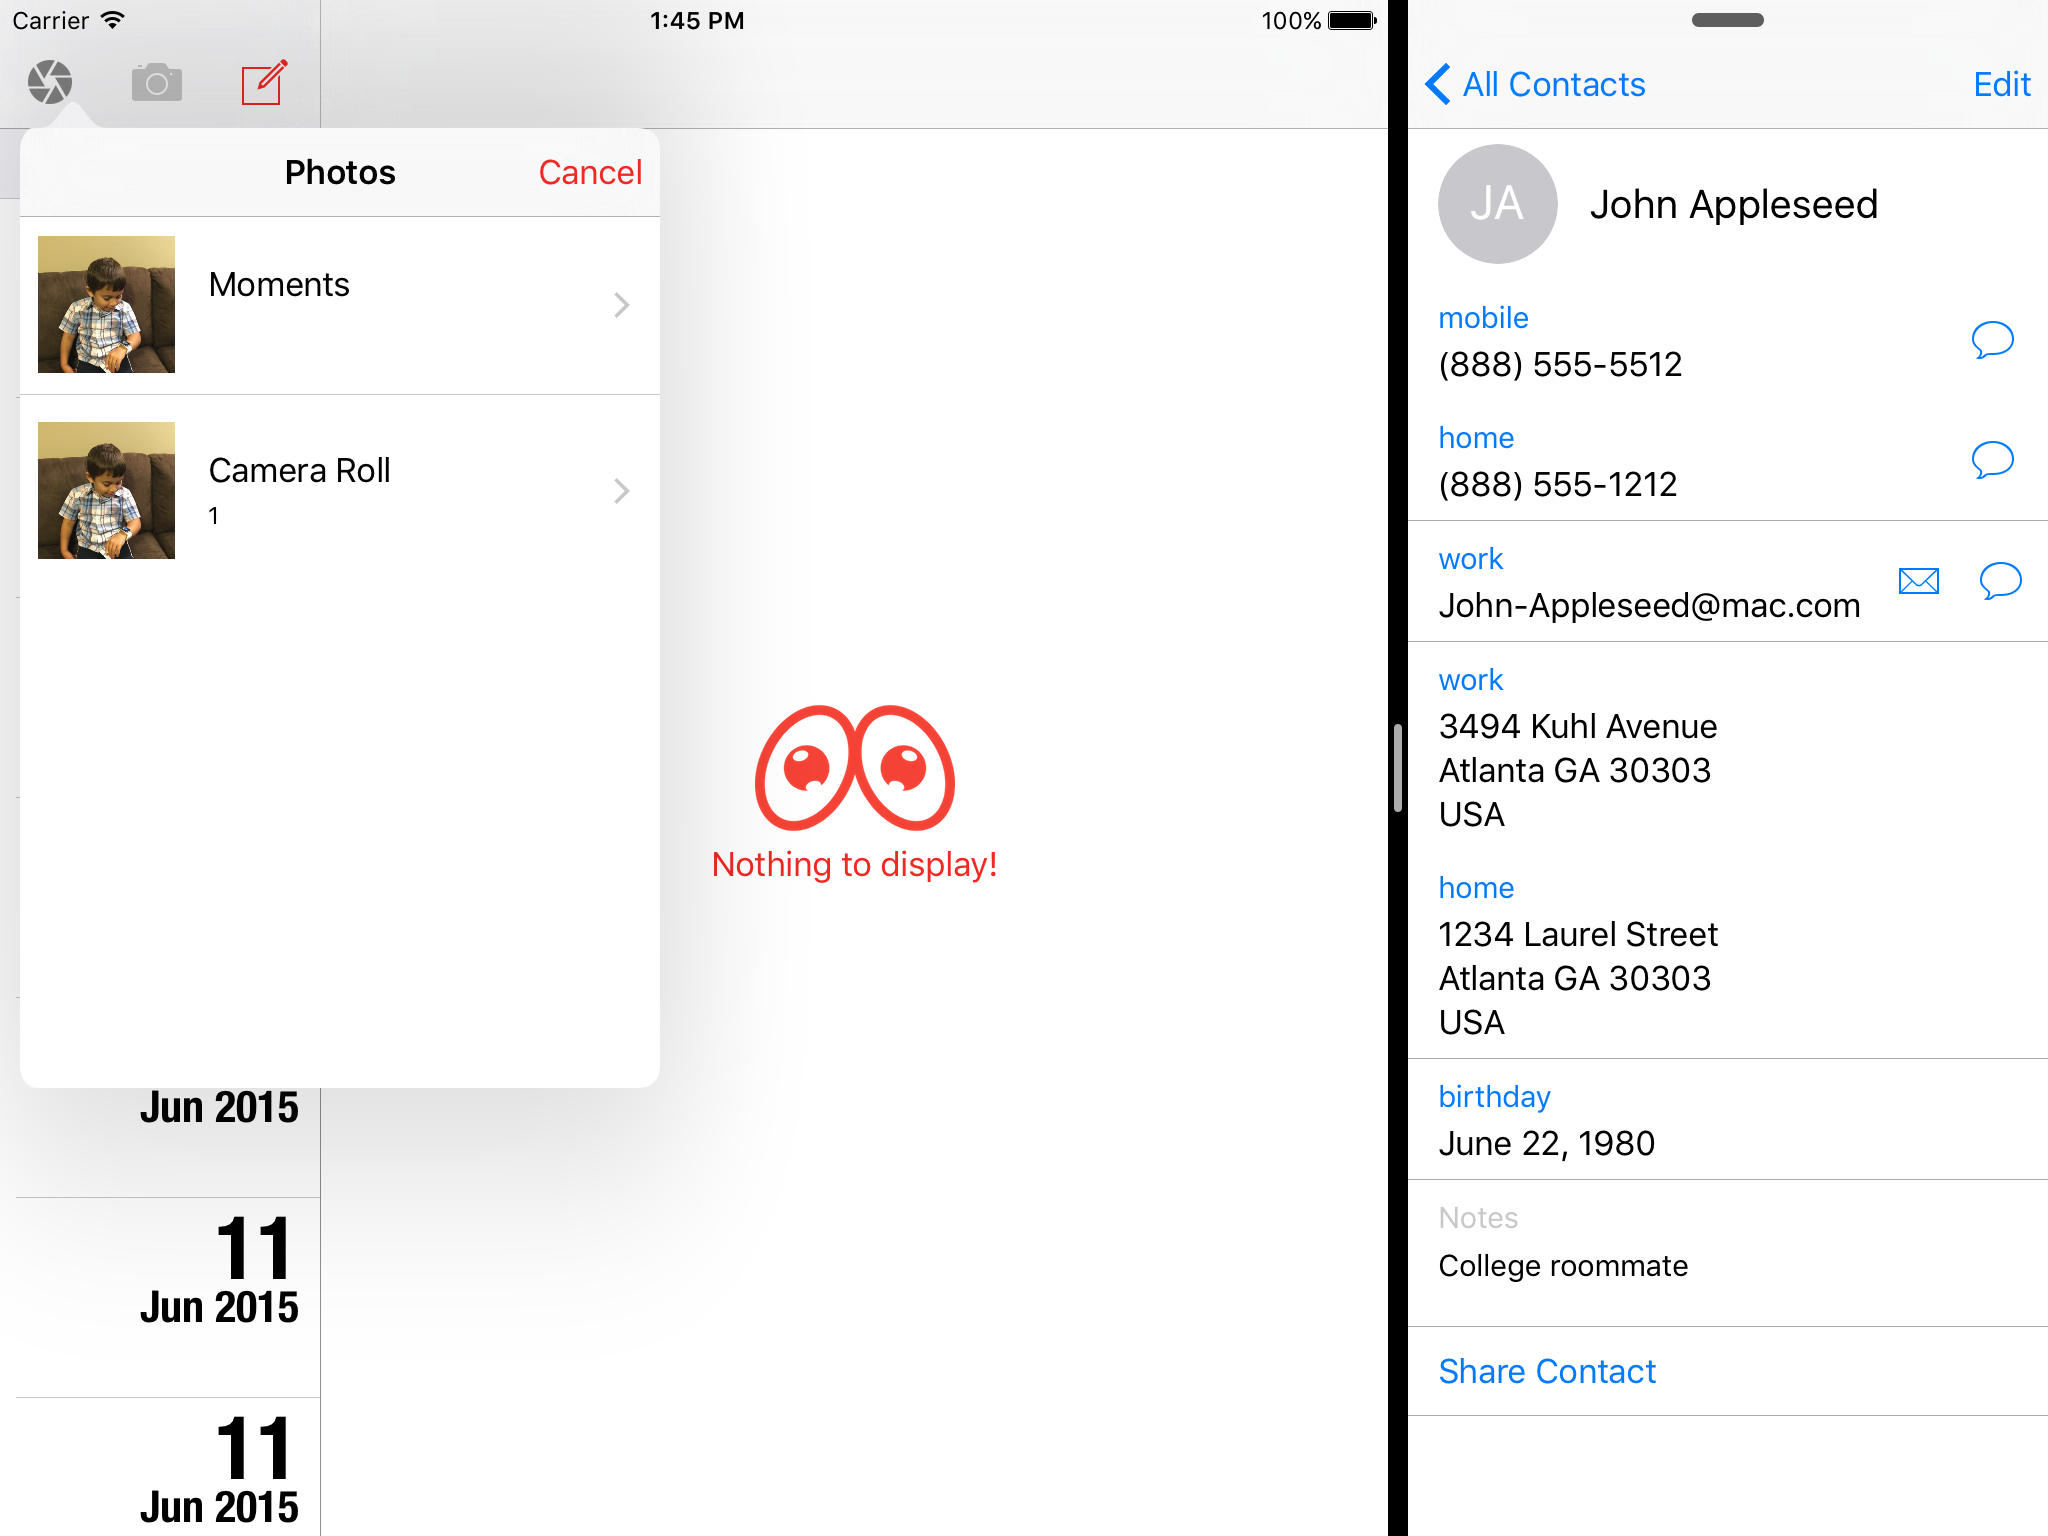 Carrier
1:45 PM
100%
Photos
Cancel
Moments
Camera Roll
1
Nothing to display!
Jun 2015
11
Jun 2015
11
Jun 2015
All Contacts
Edit
JA
John Appleseed
mobile
(888) 555-5512
home
(888) 555-1212
work
John-Appleseed@mac.com
work
3494 Kuhl Avenue
Atlanta GA 30303
USA
home
1234 Laurel Street
Atlanta GA 30303
USA
birthday
June 22, 1980
Notes
College roommate
Share Contact